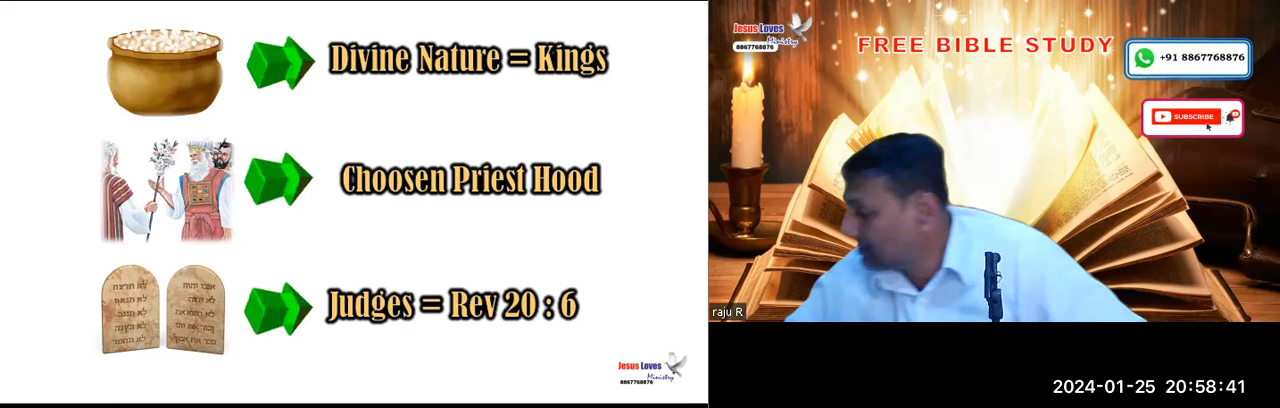 Divine Nature = Kings
Choosen Priest Hood
Judges = Rev 20 : 6
Jesus Loves
Ministry
8867768876
Jesus Loves
Ministry
8867768876
FREE BIBLE STUDY
+91 8867768876
SUBSCRIBE
raju R
2024-01-25 20:58:41